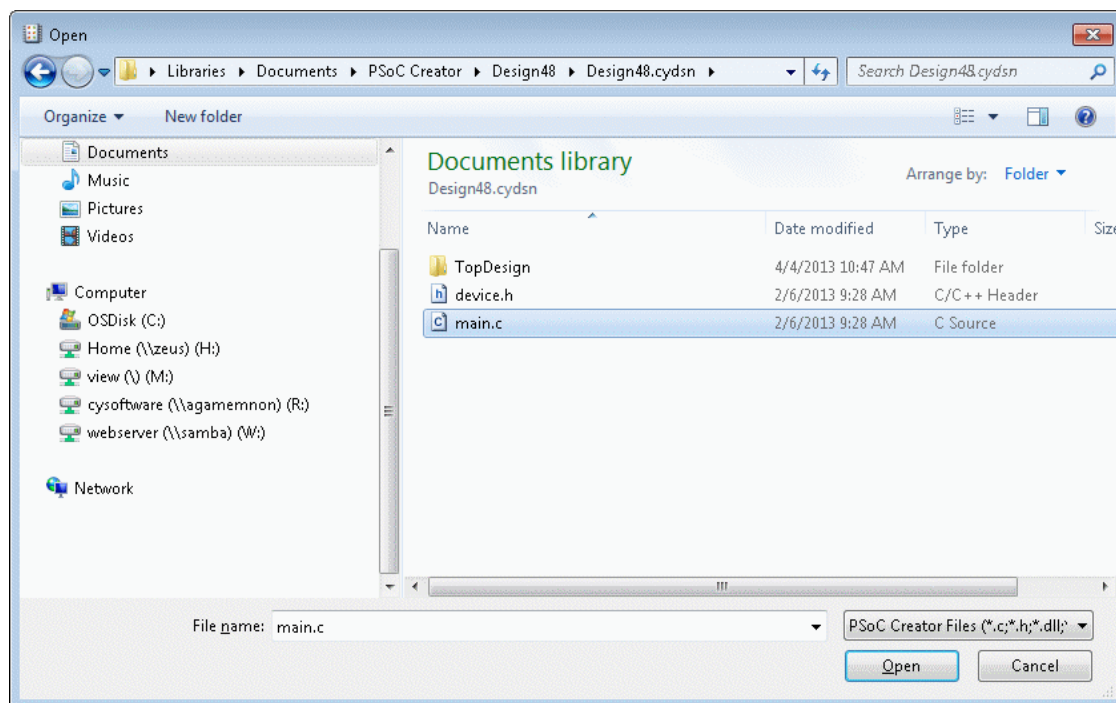 Open
Libraries Documents PSoC Creator Design48 Design48.cydsn Search Design48.cydsn
Organize New folder
Documents
Music
Pictures
Videos
Computer
OSDisk (C:)
Home (\\zeus) (H:)
view (\) (M:)
cysoftware (\\agamemnon) (R:)
webserver (\\samba) (W:)
Network
Documents library
Design48.cydsn
Arrange by: Folder
Name Date modified Type Size
TopDesign 4/4/2013 10:47 AM File folder
device.h 2/6/2013 9:28 AM C/C++ Header
main.c 2/6/2013 9:28 AM C Source
File name: main.c PSoC Creator Files (*.c;*.h;*.dll;
Open Cancel